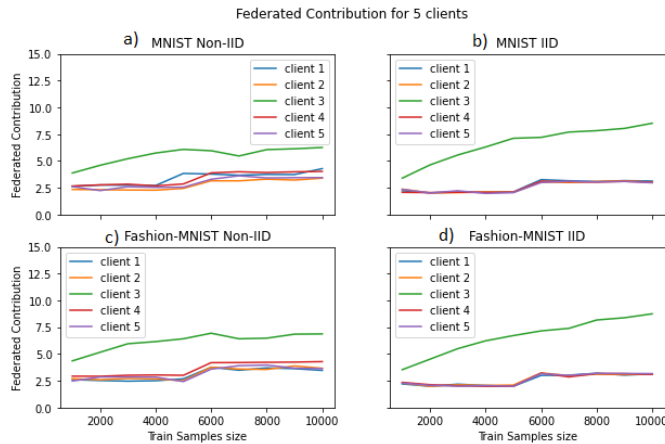 Federated Contribution for 5 clients
a)
MNIST Non-IID
15.0
12.5
10.0
7.5
5.0
2.5
0.0
Federated Contribution
client 1
client 2
client 3
client 4
client 5
b)
MNIST IID
client 1
client 2
client 3
client 4
client 5
c)
Fashion-MNIST Non-IID
15.0
12.5
10.0
7.5
5.0
2.5
0.0
Federated Contribution
client 1
client 2
client 3
client 4
client 5
2000 4000 6000 8000 10000
Train Samples size
d)
Fashion-MNIST IID
client 1
client 2
client 3
client 4
client 5
2000 4000 6000 8000 10000
Train Samples size